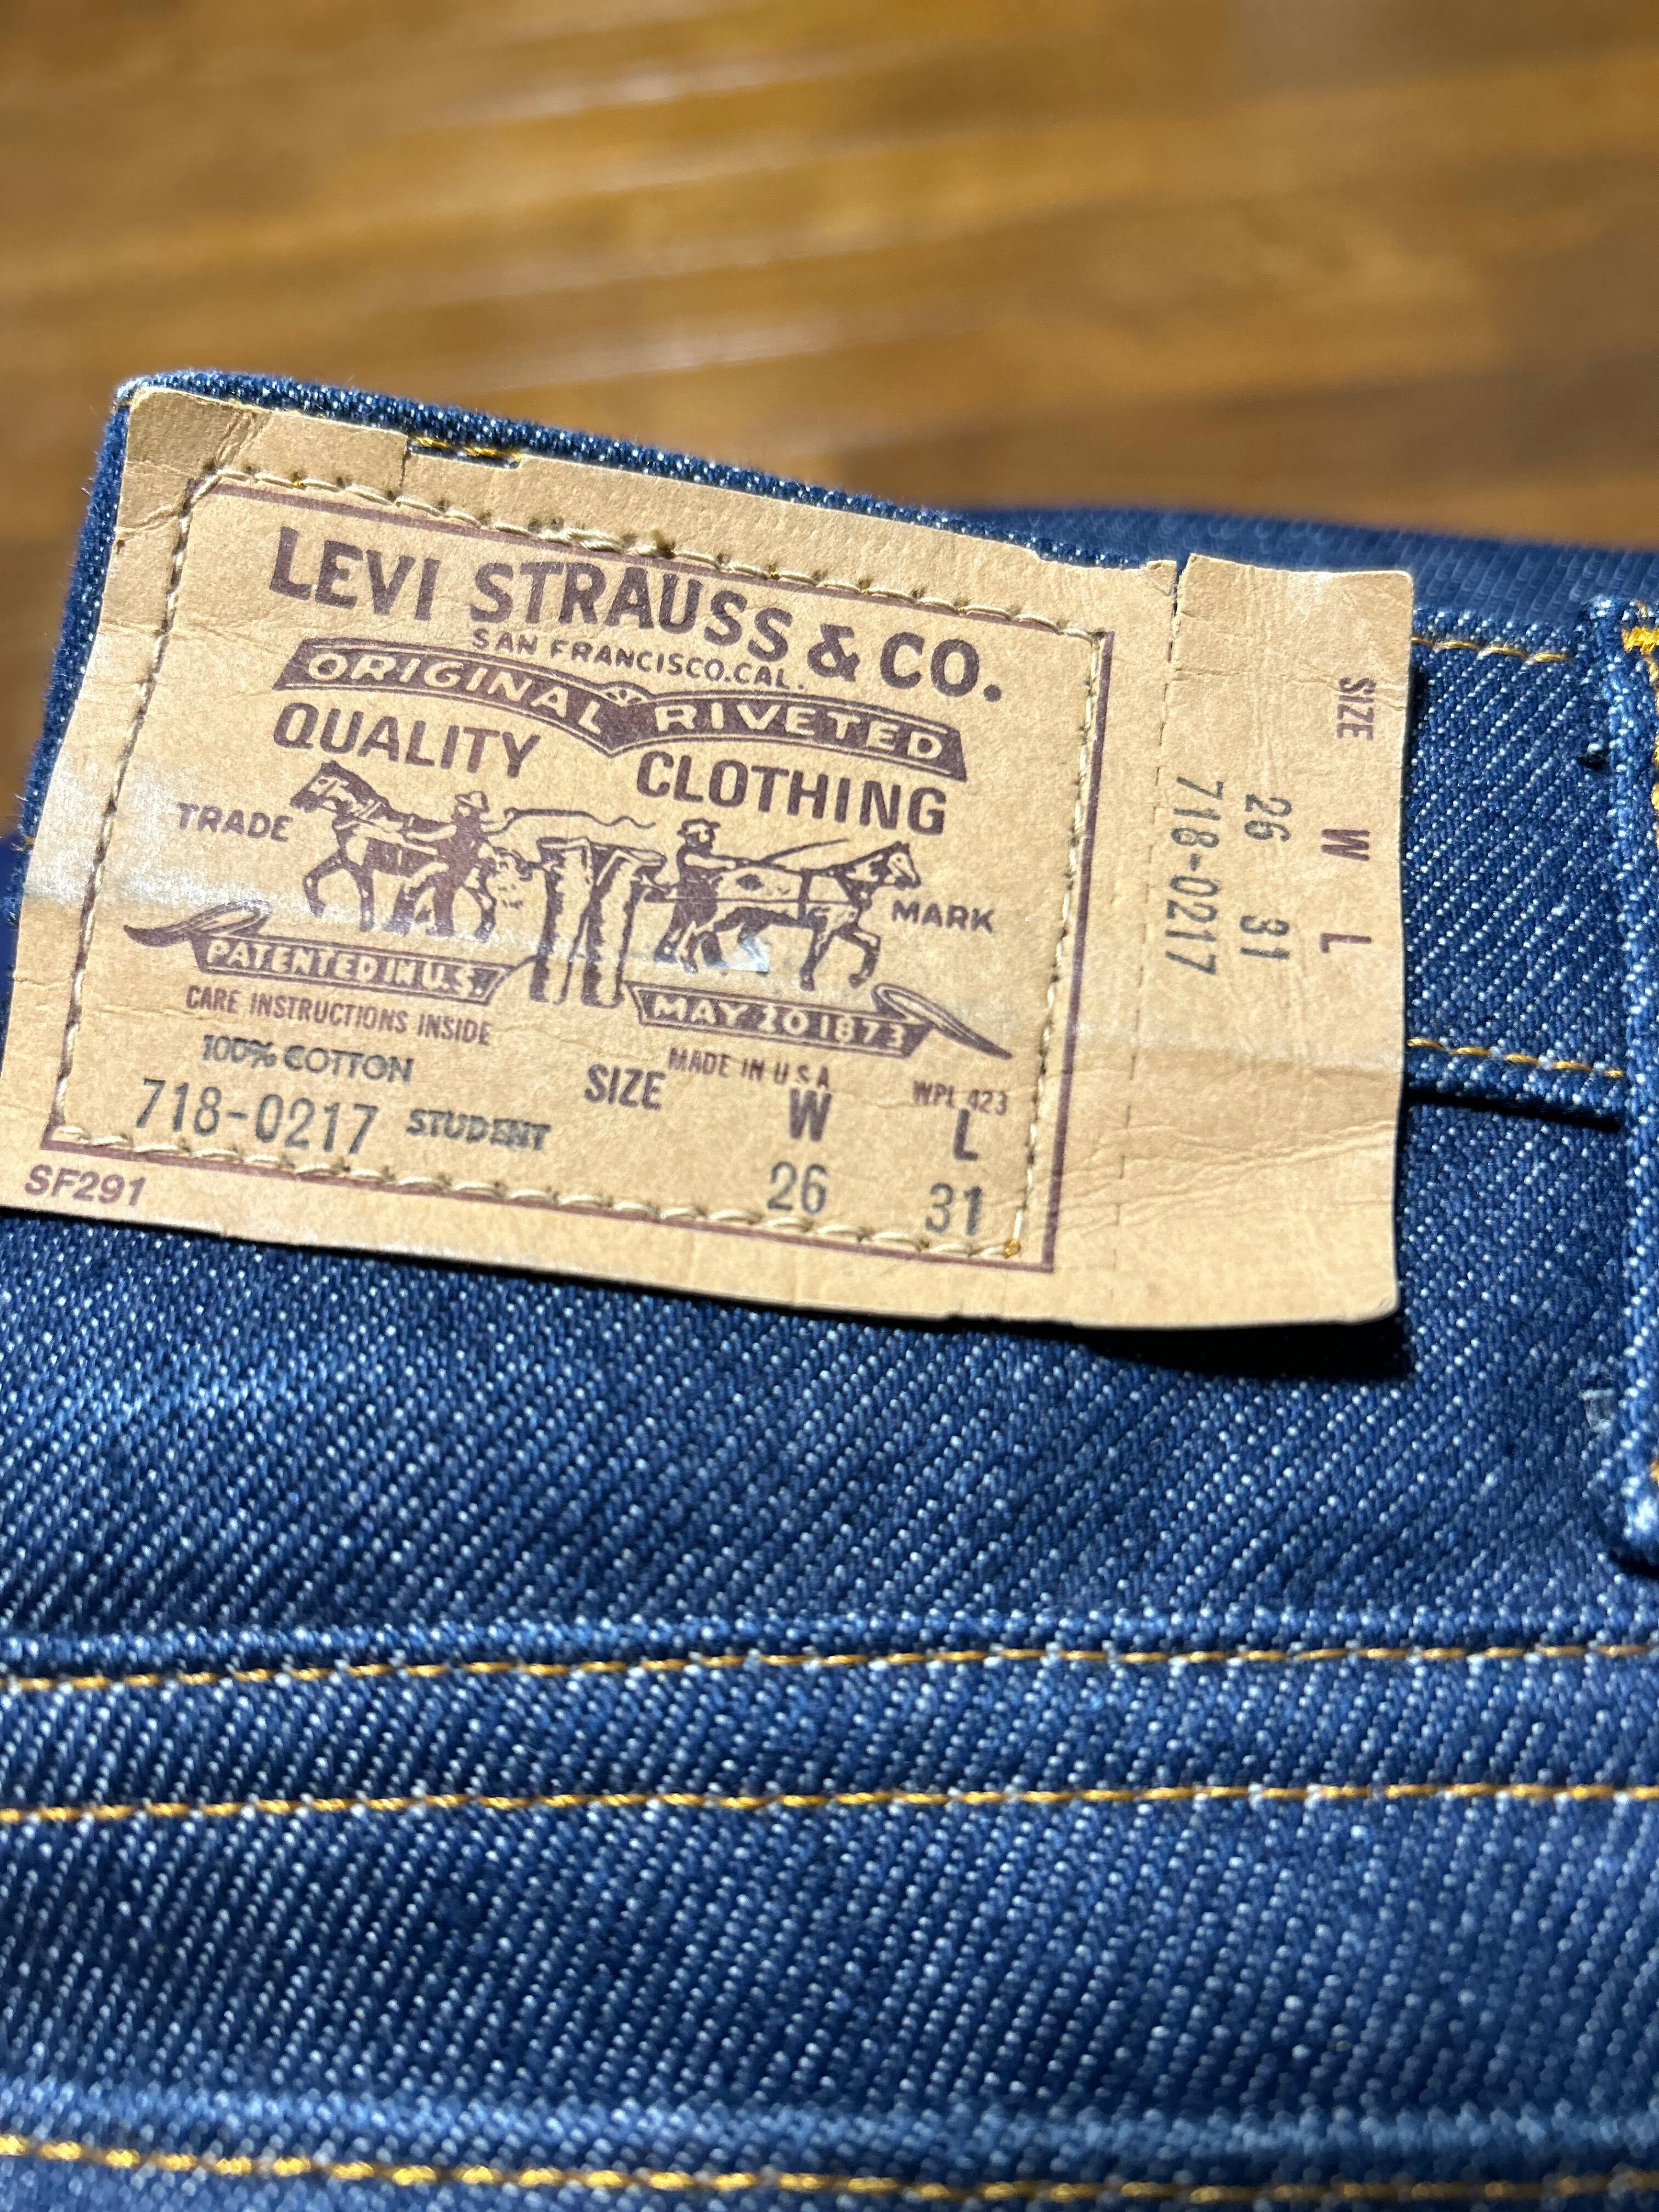 LEVI STRAUSS & CO.
SAN FRANCISCO.CAL.
ORIGINAL RIVETED
QUALITY CLOTHING
TRADE MARK
PATENTED IN U.S.
MAY 20 1873
CARE INSTRUCTIONS INSIDE
MADE IN U S A
WPL 423
100% COTTON
SIZE W L
718-0217 STUDENT
26 31
SF291
SIZE W L
26 31
718-0217